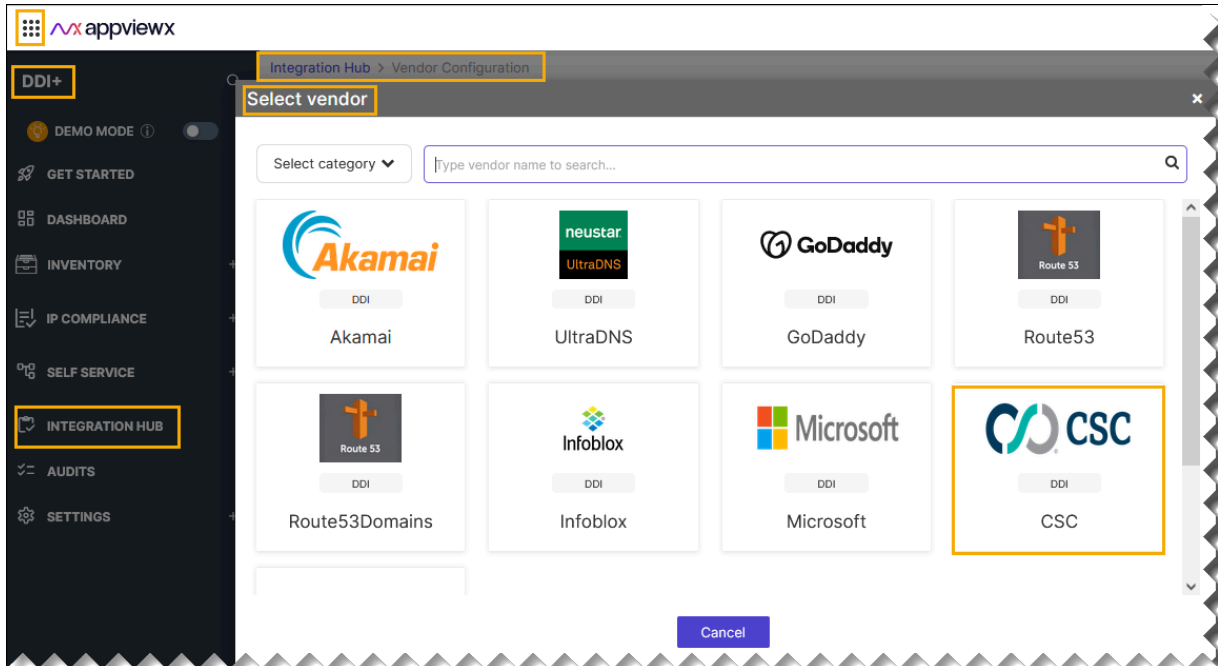 appviewx
DDI+
Integration Hub > Vendor Configuration
Select vendor
DEMO MODE
GET STARTED
DASHBOARD
INVENTORY
IP COMPLIANCE
SELF SERVICE
INTEGRATION HUB
AUDITS
SETTINGS
Select category
Type vendor name to search...
Akamai
DDI
Akamai
neustar
UltraDNS
DDI
UltraDNS
GoDaddy
DDI
GoDaddy
Route 53
DDI
Route53
Route 53
DDI
Route53Domains
Infoblox
DDI
Infoblox
Microsoft
DDI
Microsoft
CSC
DDI
CSC
Cancel